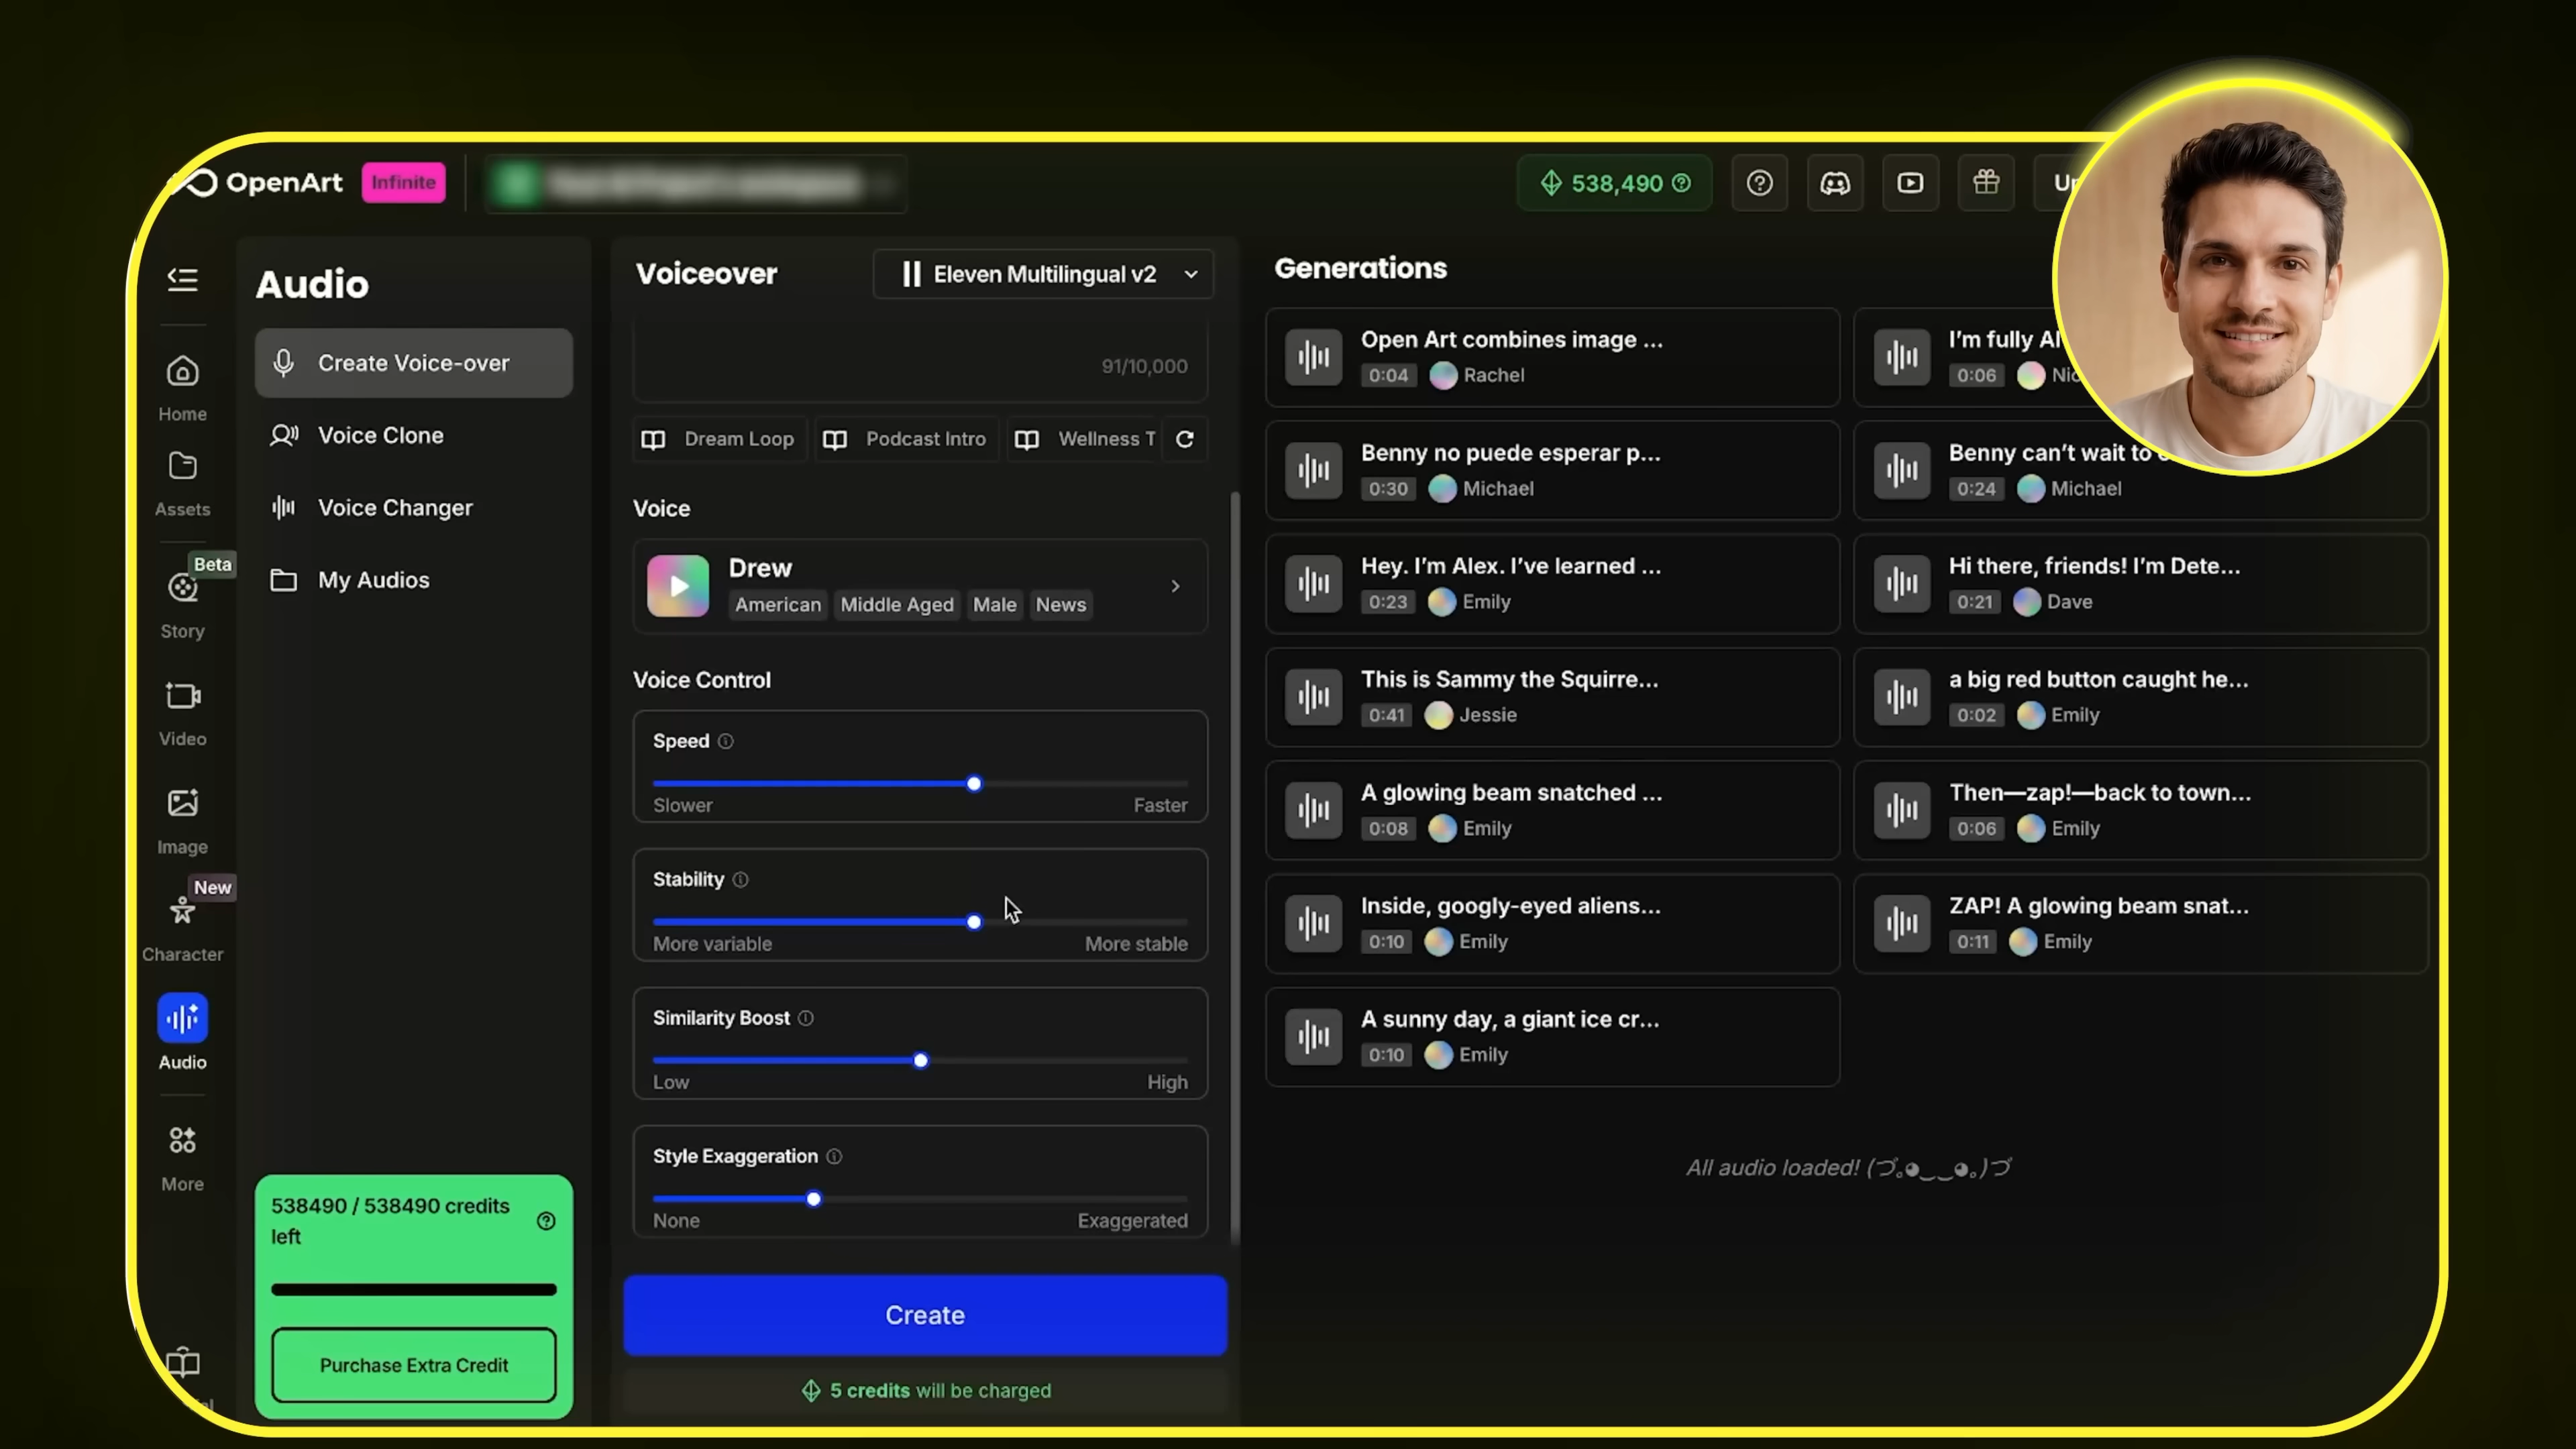 OpenArt
Infinite
538,490
Home
Assets
Beta
Story
Video
Image
New
Character
Audio
More
Audio
Create Voice-over
Voice Clone
Voice Changer
My Audios
538490 / 538490 credits
left
Purchase Extra Credit
Voiceover
Eleven Multilingual v2
91/10,000
Dream Loop
Podcast Intro
Wellness T
Voice
Drew
American
Middle Aged
Male
News
Voice Control
Speed
Slower
Faster
Stability
More variable
More stable
Similarity Boost
Low
High
Style Exaggeration
None
Exaggerated
Create
5 credits will be charged
Generations
Open Art combines image ...
0:04 Rachel
I'm fully AI
0:06
Benny no puede esperar p...
0:30 Michael
Benny can't wait to
0:24 Michael
Hey. I'm Alex. I've learned ...
0:23 Emily
Hi there, friends! I'm Dete...
0:21 Dave
This is Sammy the Squirre...
0:41 Jessie
a big red button caught he...
0:02 Emily
A glowing beam snatched ...
0:08 Emily
Then—zap!—back to town...
0:06 Emily
Inside, googly-eyed aliens...
0:10 Emily
ZAP! A glowing beam snat...
0:11 Emily
A sunny day, a giant ice cr...
0:10 Emily
All audio loaded! (づ｡◕‿‿◕｡)づ